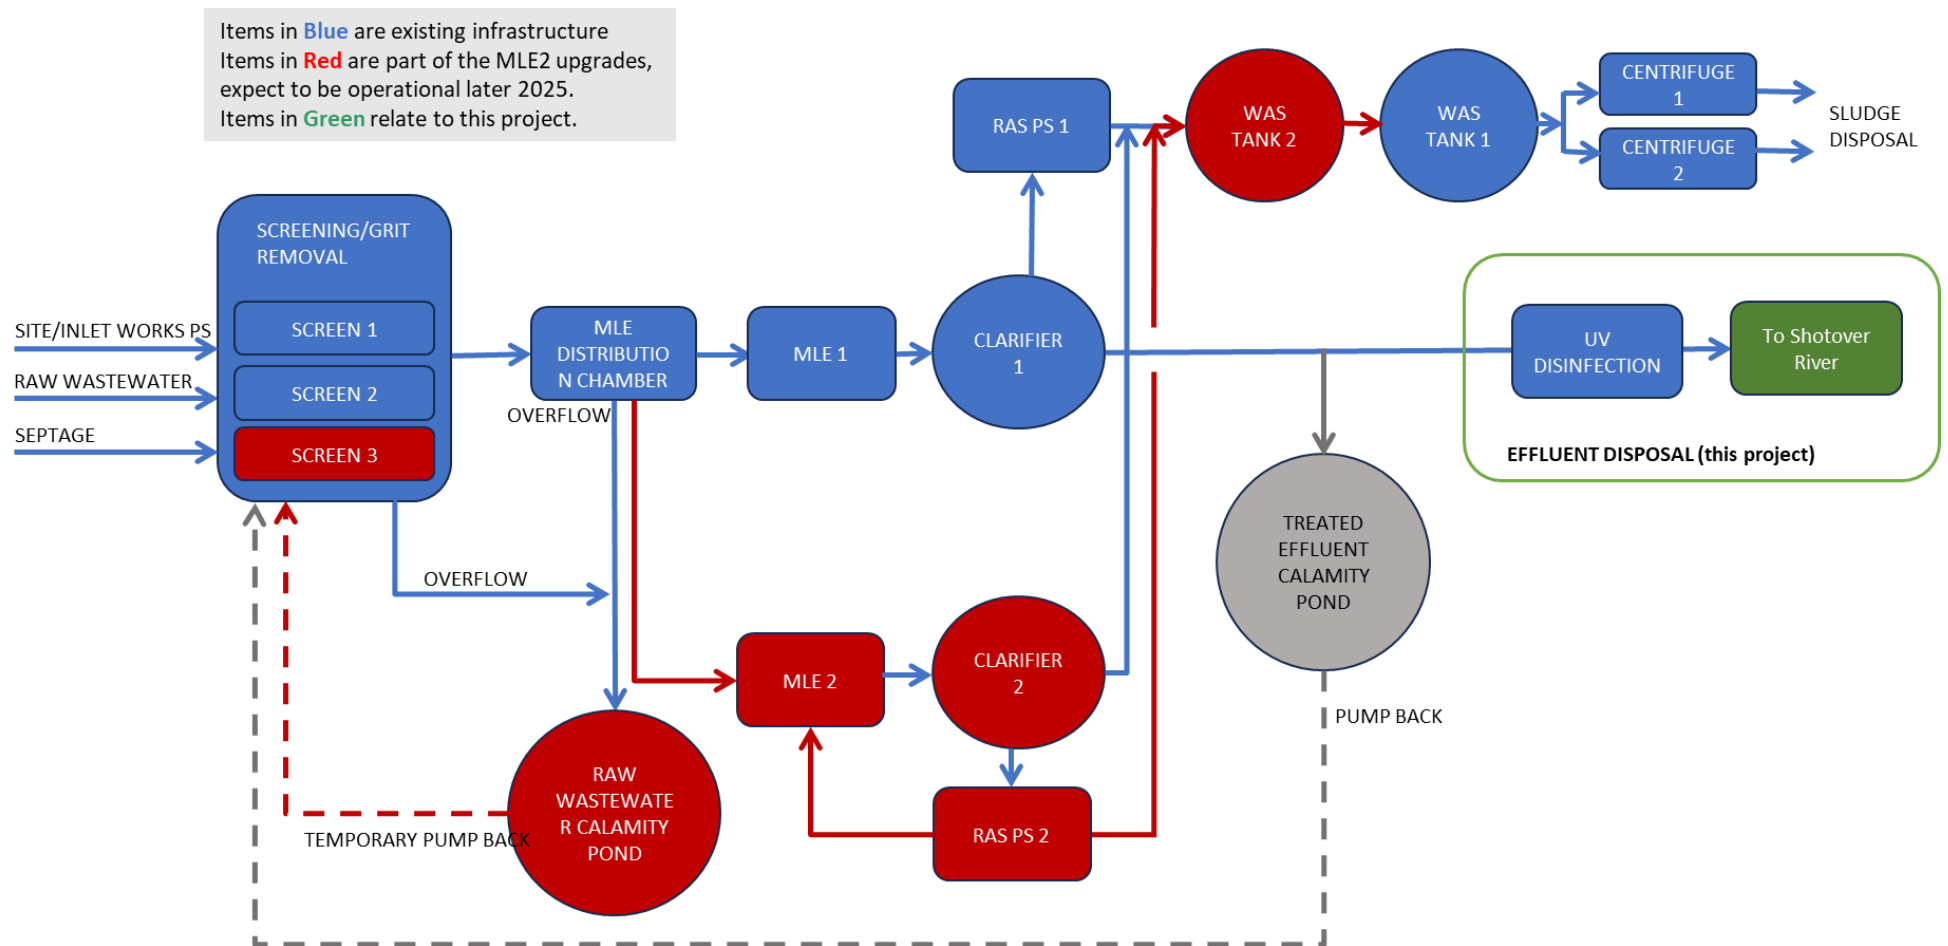 Items in Blue are existing infrastructure
Items in Red are part of the MLE2 upgrades,
expect to be operational later 2025.
Items in Green relate to this project.
RAS PS 1
WAS
TANK 2
WAS
TANK 1
CENTRIFUGE
1
CENTRIFUGE
2
SLUDGE
DISPOSAL
SCREENING/GRIT
REMOVAL
SCREEN 1
SCREEN 2
SCREEN 3
SITE/INLET WORKS PS
RAW WASTEWATER
SEPTAGE
MLE
DISTRIBUTIO
N CHAMBER
OVERFLOW
MLE 1
CLARIFIER
1
UV
DISINFECTION
To Shotover
River
EFFLUENT DISPOSAL (this project)
TREATED
EFFLUENT
CALAMITY
POND
OVERFLOW
MLE 2
CLARIFIER
2
PUMP BACK
RAW
WASTEWATE
R CALAMITY
POND
TEMPORARY PUMP BACK
RAS PS 2